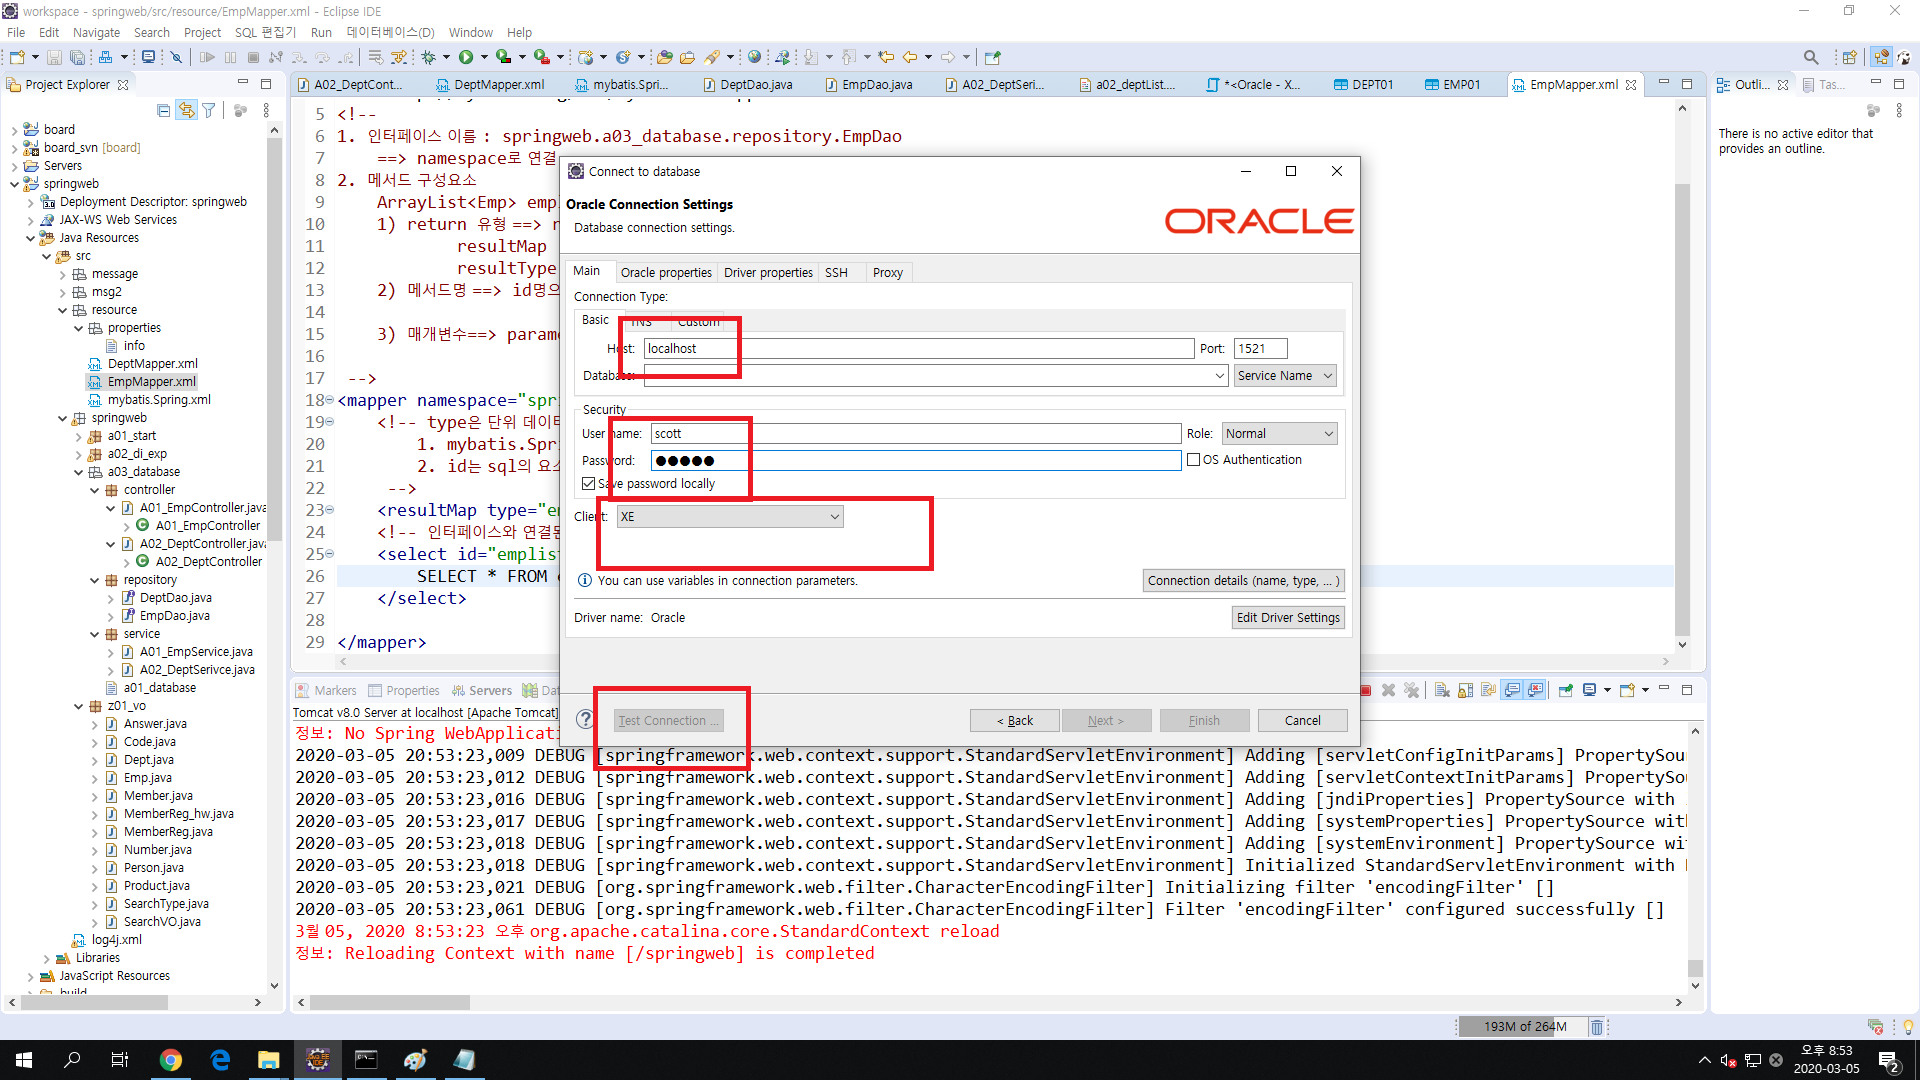 workspace - springweb/src/resource/EmpMapper.xml - Eclipse IDE
File Edit Navigate Search Project SQL 편집기 Run 데이터베이스(D) Window Help
Project Explorer
A02_DeptCont... DeptMapper.xml mybatis.Spri... DeptDao.java EmpDao.java A02_DeptSeri... a02_deptList.... *<Oracle - X... DEPT01 EMP01 EmpMapper.xml
Outli... Tas...
There is no active editor that
provides an outline.
board
board_svn [board]
Servers
springweb
Deployment Descriptor: springweb
JAX-WS Web Services
Java Resources
src
message
msg2
resource
properties
info
DeptMapper.xml
EmpMapper.xml
mybatis.Spring.xml
springweb
a01_start
a02_di_exp
a03_database
controller
A01_EmpController.java
A01_EmpController
A02_DeptController.java
A02_DeptController
repository
DeptDao.java
EmpDao.java
service
A01_EmpService.java
A02_DeptSerivce.java
a01_database
z01_vo
Answer.java
Code.java
Dept.java
Emp.java
Member.java
MemberReg_hw.java
MemberReg.java
Number.java
Person.java
Product.java
SearchType.java
SearchVO.java
log4j.xml
Libraries
JavaScript Resources
build
5 <!--
6 1. 인터페이스 이름 : springweb.a03_database.repository.EmpDao
7 ==> namespace로 연결
8 2. 메서드 구성요소
9 ArrayList<Emp> emp
10 1) return 유형 ==> r
11 resultMap
12 resultType
13 2) 메서드명 ==> id명으
14
15 3) 매개변수==> parame
16
17 -->
18 <mapper namespace="spr
19 <!-- type은 단위 데이터
20 1. mybatis.Spri
21 2. id는 sql의 요소
22 -->
23 <resultMap type="em
24 <!-- 인터페이스와 연결된
25 <select id="emplist
26 SELECT * FROM
27 </select>
28
29 </mapper>
Connect to database
Oracle Connection Settings
Database connection settings.
ORACLE
Main Oracle properties Driver properties SSH Proxy
Connection Type:
Basic TNS Custom
Host: localhost Port: 1521
Database: Service Name
Security
User name: scott Role: Normal
Password: ●●●●● OS Authentication
Save password locally
Client: XE
You can use variables in connection parameters. Connection details (name, type, ... )
Driver name: Oracle Edit Driver Settings
Test Connection ... < Back Next > Finish Cancel
Markers Properties Servers Dat
Tomcat v8.0 Server at localhost [Apache Tomcat]
정보: No Spring WebApplicati
2020-03-05 20:53:23,009 DEBUG [springframework.web.context.support.StandardServletEnvironment] Adding [servletConfigInitParams] PropertySou
2020-03-05 20:53:23,012 DEBUG [springframework.web.context.support.StandardServletEnvironment] Adding [servletContextInitParams] PropertySo
2020-03-05 20:53:23,016 DEBUG [springframework.web.context.support.StandardServletEnvironment] Adding [jndiProperties] PropertySource with
2020-03-05 20:53:23,017 DEBUG [springframework.web.context.support.StandardServletEnvironment] Adding [systemProperties] PropertySource wit
2020-03-05 20:53:23,018 DEBUG [springframework.web.context.support.StandardServletEnvironment] Adding [systemEnvironment] PropertySource wi
2020-03-05 20:53:23,018 DEBUG [springframework.web.context.support.StandardServletEnvironment] Initialized StandardServletEnvironment with
2020-03-05 20:53:23,021 DEBUG [org.springframework.web.filter.CharacterEncodingFilter] Initializing filter 'encodingFilter' []
2020-03-05 20:53:23,061 DEBUG [org.springframework.web.filter.CharacterEncodingFilter] Filter 'encodingFilter' configured successfully []
3월 05, 2020 8:53:23 오후 org.apache.catalina.core.StandardContext reload
정보: Reloading Context with name [/springweb] is completed
193M of 264M
오후 8:53
2020-03-05
2